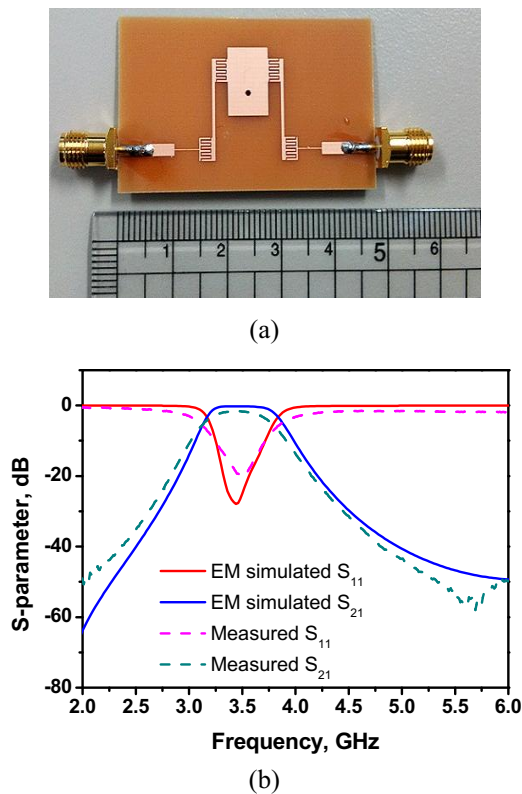 1 2 3 4 5 6
(a)
0
-20
-40
-60
-80
S-parameter, dB
EM simulated S₁₁
EM simulated S₂₁
Measured S₁₁
Measured S₂₁
2.0 2.5 3.0 3.5 4.0 4.5 5.0 5.5 6.0
Frequency, GHz
(b)